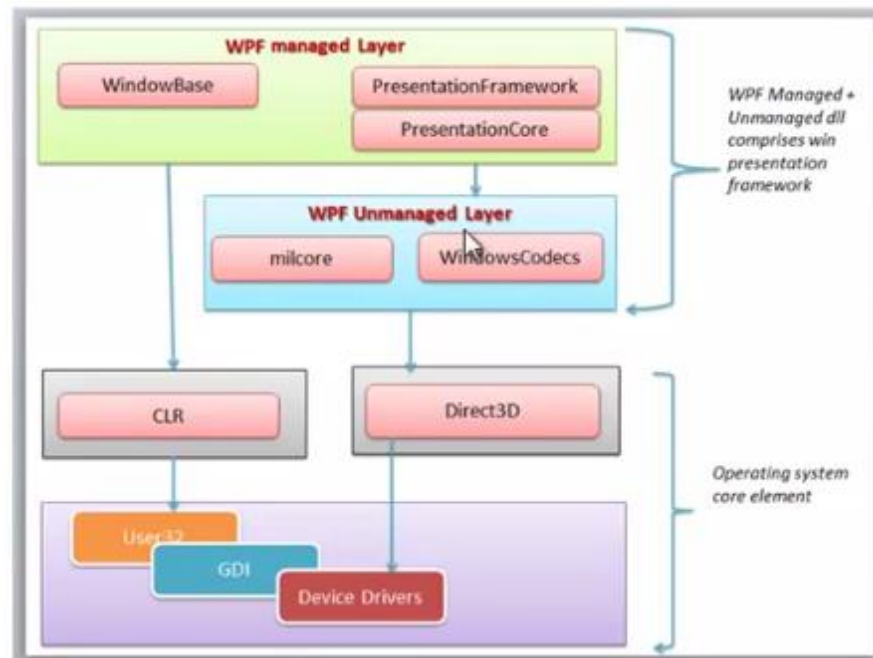 WPF managed Layer
WindowBase
PresentationFramework
PresentationCore
WPF Managed +
Unmanaged dll
comprises win
presentation
framework
WPF Unmanaged Layer
milcore
WindowsCodecs
CLR
Direct3D
Operating system
core element
User32
GDI
Device Drivers